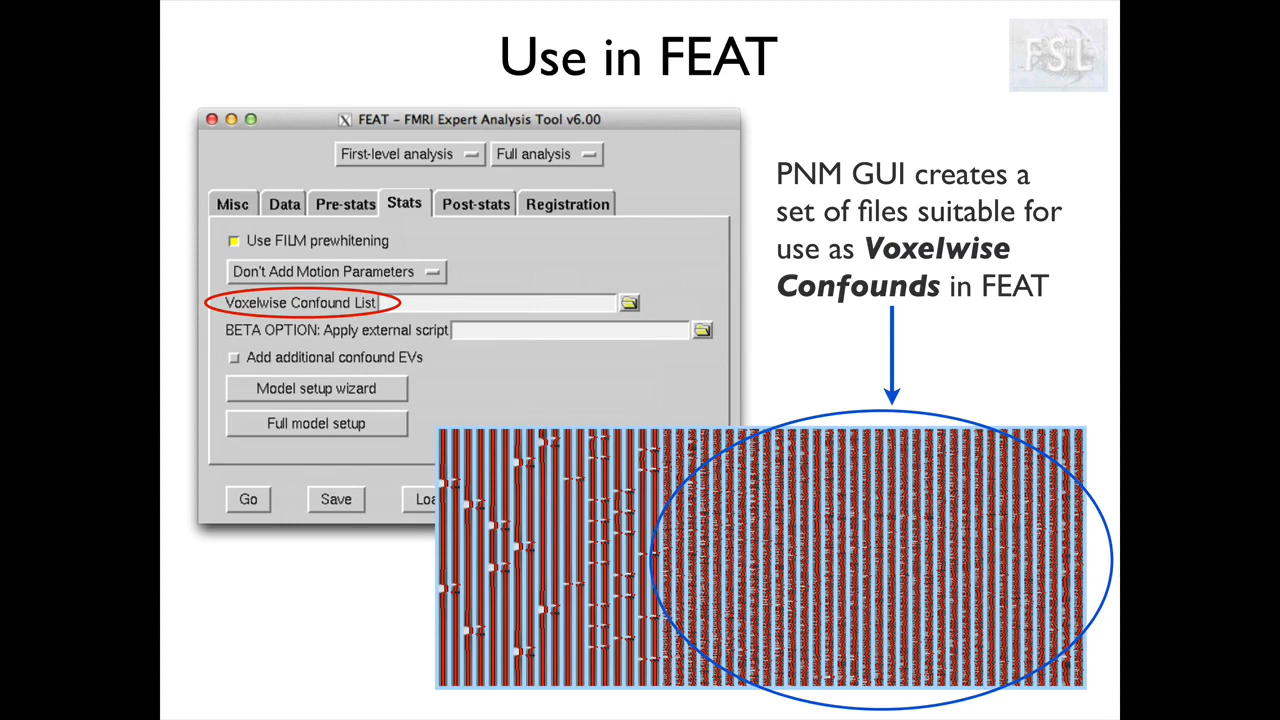 Use in FEAT
FSL
X FEAT - FMRI Expert Analysis Tool v6.00
First-level analysis Full analysis
Misc Data Pre-stats Stats Post-stats Registration
Use FILM prewhitening
Don't Add Motion Parameters
Voxelwise Confound List
BETA OPTION: Apply external script
Add additional confound EVs
Model setup wizard
Full model setup
Go Save Loa
PNM GUI creates a
set of files suitable for
use as Voxelwise
Confounds in FEAT